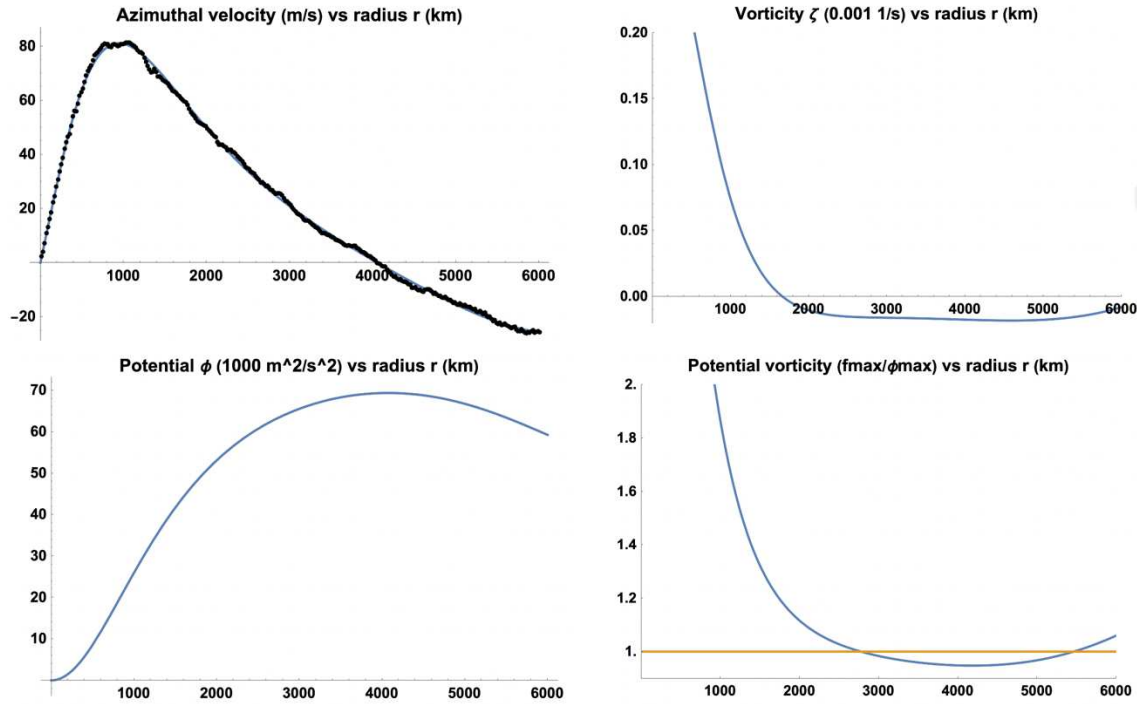 Azimuthal velocity (m/s) vs radius r (km)
80
60
40
20
1000 2000 3000 4000 5000 6000
-20
Vorticity ζ (0.001 1/s) vs radius r (km)
0.20
0.15
0.10
0.05
0.00
1000 2000 3000 4000 5000 6000
Potential ϕ (1000 m^2/s^2) vs radius r (km)
70
60
50
40
30
20
10
1000 2000 3000 4000 5000 6000
Potential vorticity (fmax/ϕmax) vs radius r (km)
2.
1.8
1.6
1.4
1.2
1.
1000 2000 3000 4000 5000 6000